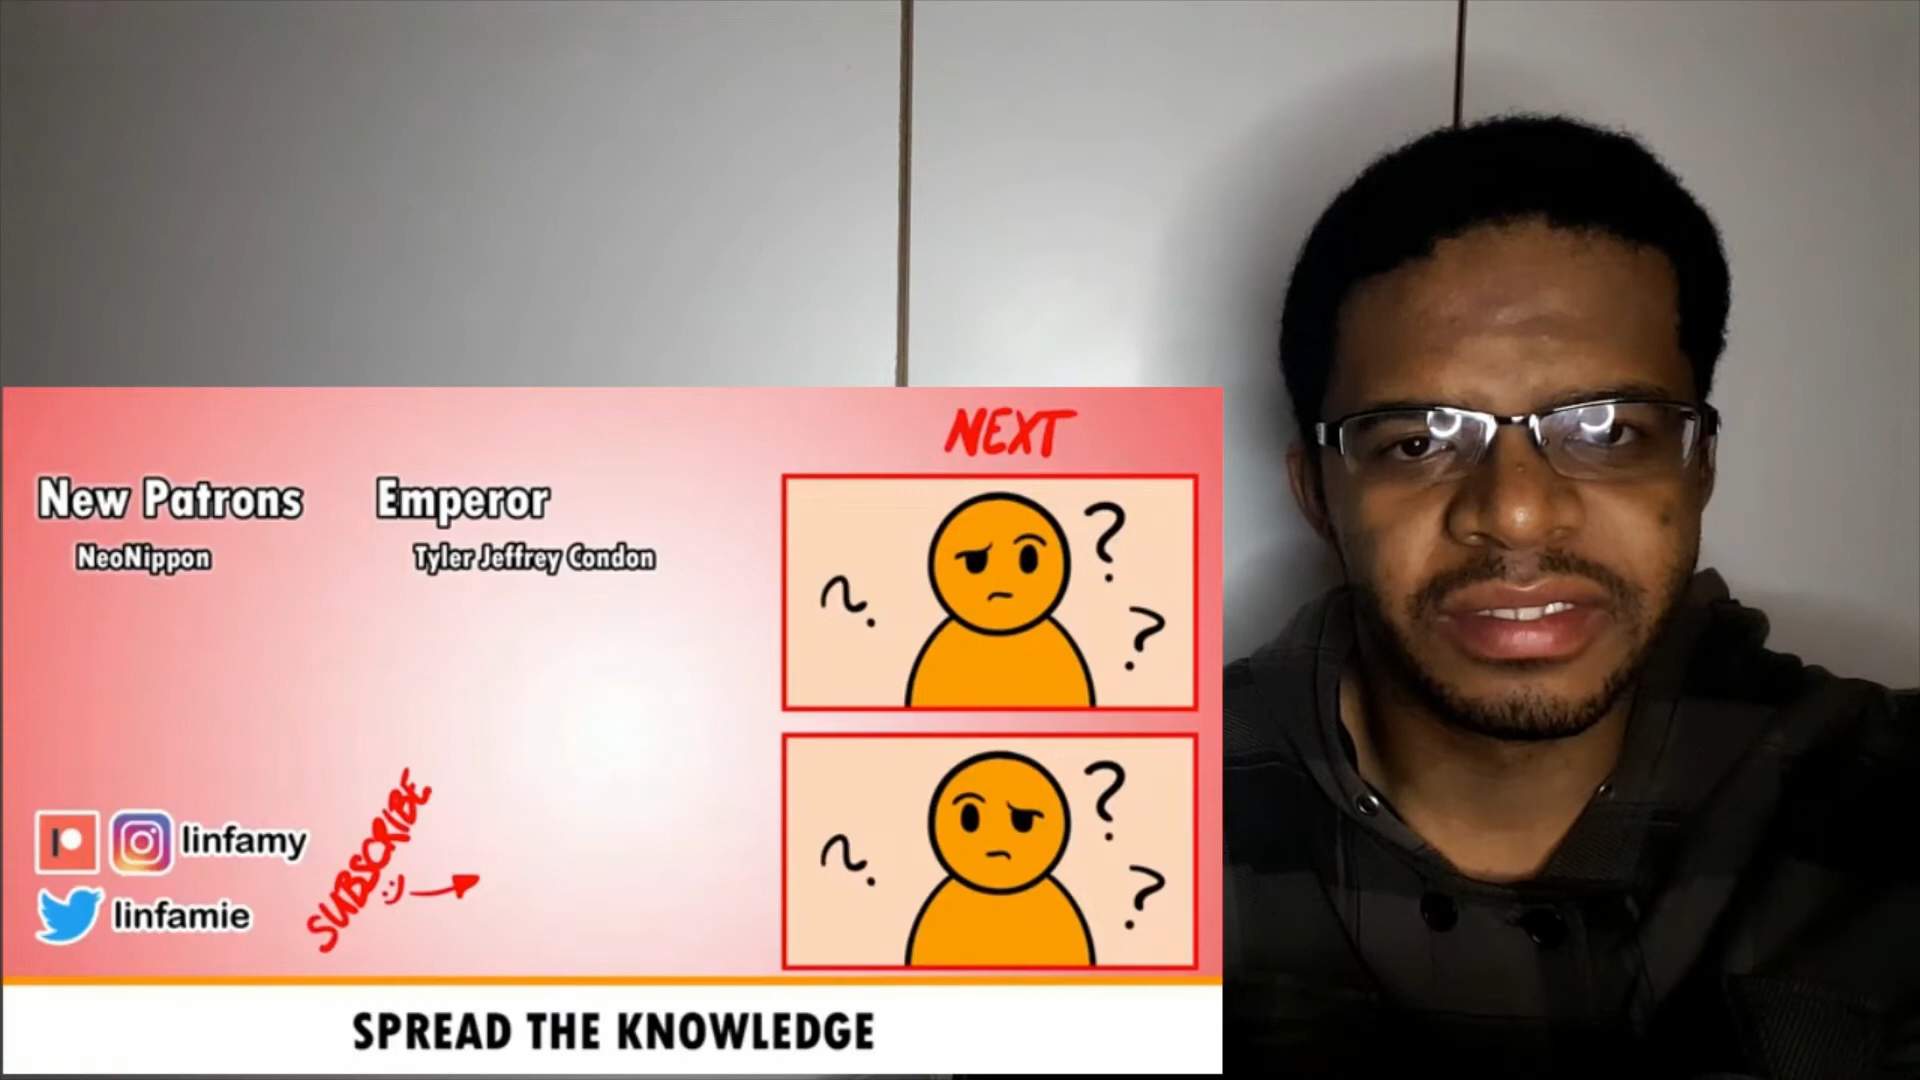 NEXT
New Patrons
NeoNippon
Emperor
Tyler Jeffrey Condon
? ? ?
? ? ?
SUBSCRIBE :)
linfamy
linfamie
SPREAD THE KNOWLEDGE